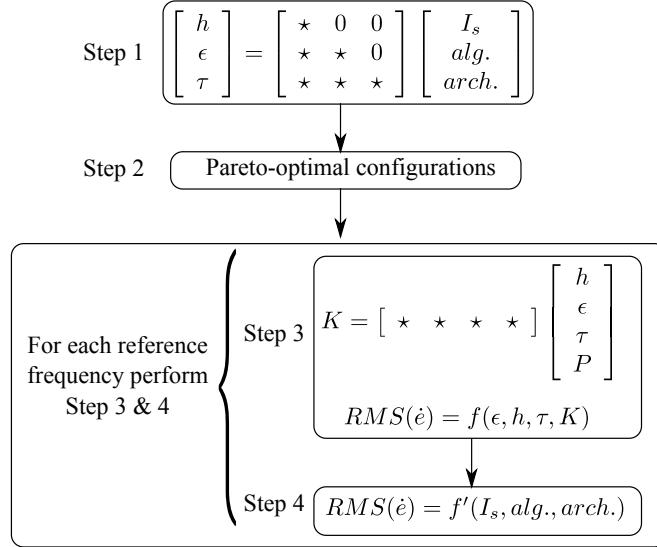 Step 1
[ h ϵ τ ] = [ ⋆ 0 0 ; ⋆ ⋆ 0 ; ⋆ ⋆ ⋆ ] [ I_s alg. arch. ]
Step 2 Pareto-optimal configurations
For each reference
frequency perform
Step 3 & 4
Step 3
K = [ ⋆ ⋆ ⋆ ⋆ ] [ h ϵ τ P ]
RMS(ė) = f(ϵ, h, τ, K)
Step 4
RMS(ė) = f′(I_s, alg., arch.)